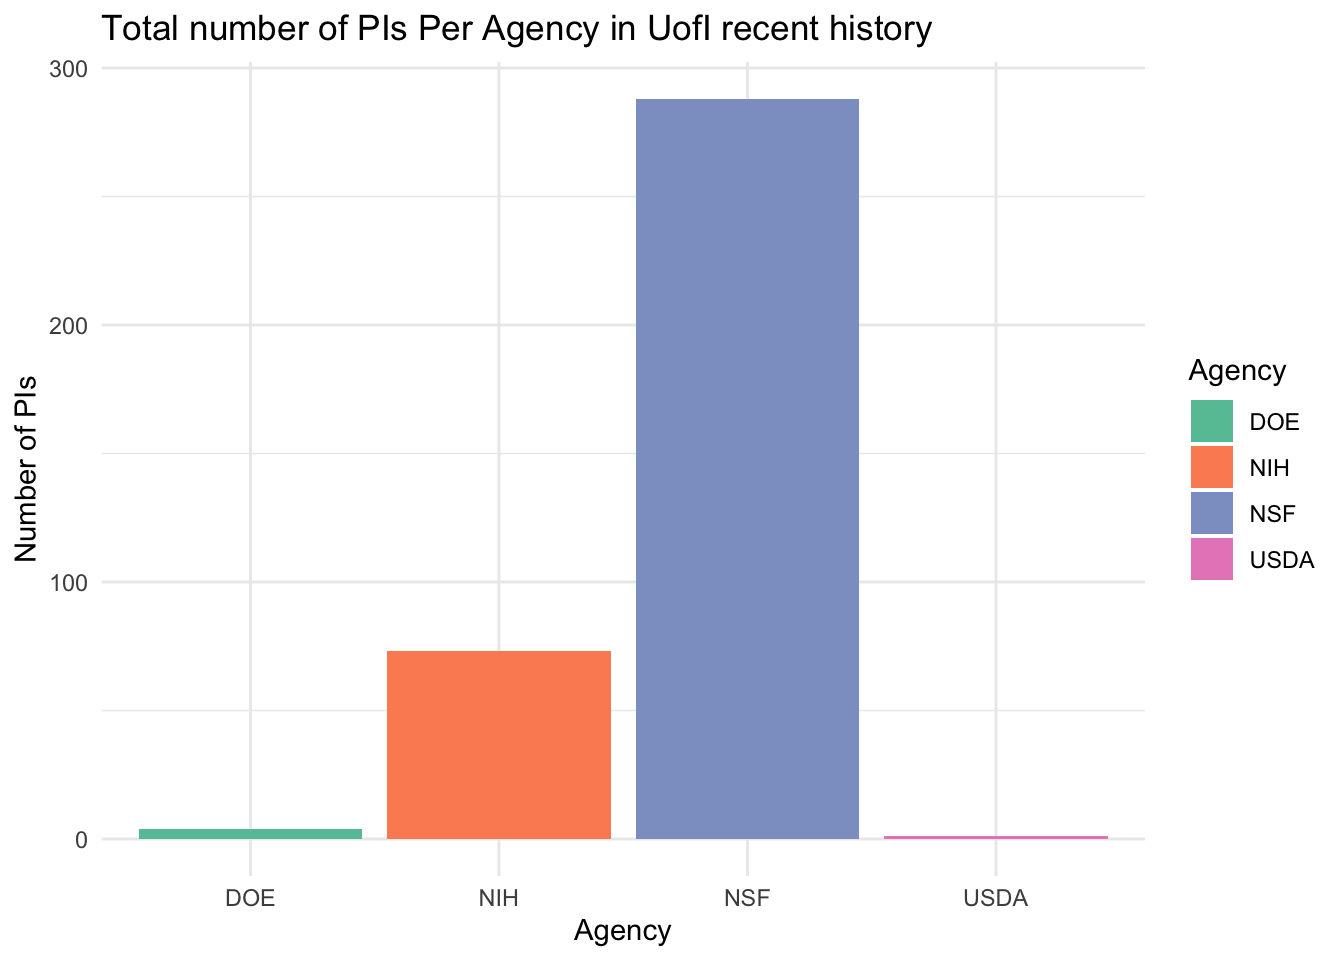 Total number of PIs Per Agency in UofI recent history
300
200
100
0
Number of PIs
DOE
NIH
NSF
USDA
Agency
Agency
DOE
NIH
NSF
USDA